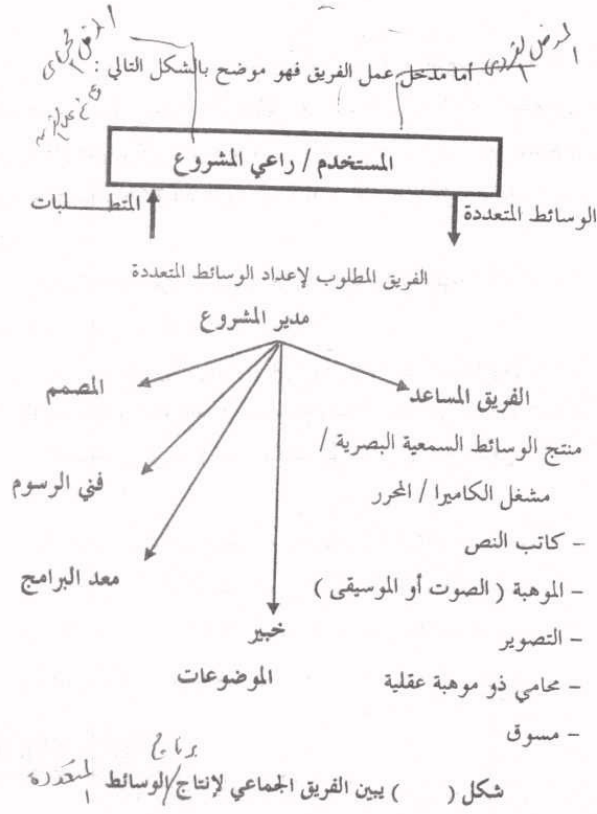 أما مدخل عمل الفريق فهو موضح بالشكل التالي :
المستخدم / راعي المشروع
المتطـــلبات
الوسائط المتعددة
الفريق المطلوب لإعداد الوسائط المتعددة
مدير المشروع
المصمم
الفريق المساعد
منتج الوسائط السمعية البصرية /
فني الرسوم
مشغل الكاميرا / المحرر
– كاتب النص
معد البرامج
– الموهبة ( الصوت أو الموسيقى )
خبير
– التصوير
الموضوعات
– محامي ذو موهبة عقلية
– مسوق
برنامج
شكل ( ) يبين الفريق الجماعي لإنتاج / الوسائط المتعددة